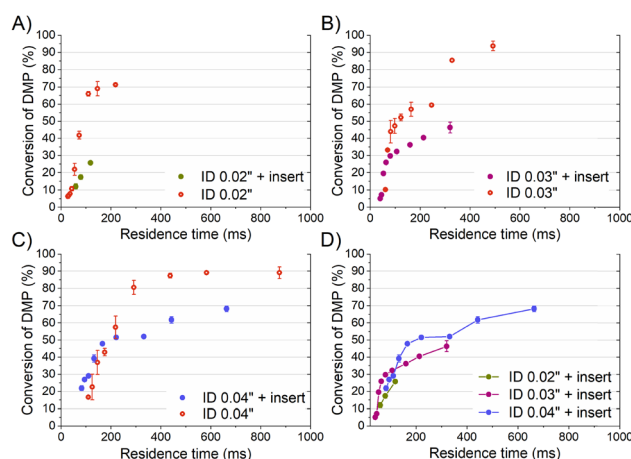 A)
Conversion of DMP (%)
100
90
80
70
60
50
40
30
20
10
0
ID 0.02" + insert
ID 0.02"
0 200 400 600 800 1000
Residence time (ms)
B)
Conversion of DMP (%)
100
90
80
70
60
50
40
30
20
10
0
ID 0.03" + insert
ID 0.03"
0 200 400 600 800 1000
Residence time (ms)
C)
Conversion of DMP (%)
100
90
80
70
60
50
40
30
20
10
0
ID 0.04" + insert
ID 0.04"
0 200 400 600 800 1000
Residence time (ms)
D)
Conversion of DMP (%)
100
90
80
70
60
50
40
30
20
10
0
ID 0.02" + insert
ID 0.03" + insert
ID 0.04" + insert
0 200 400 600 800 1000
Residence time (ms)